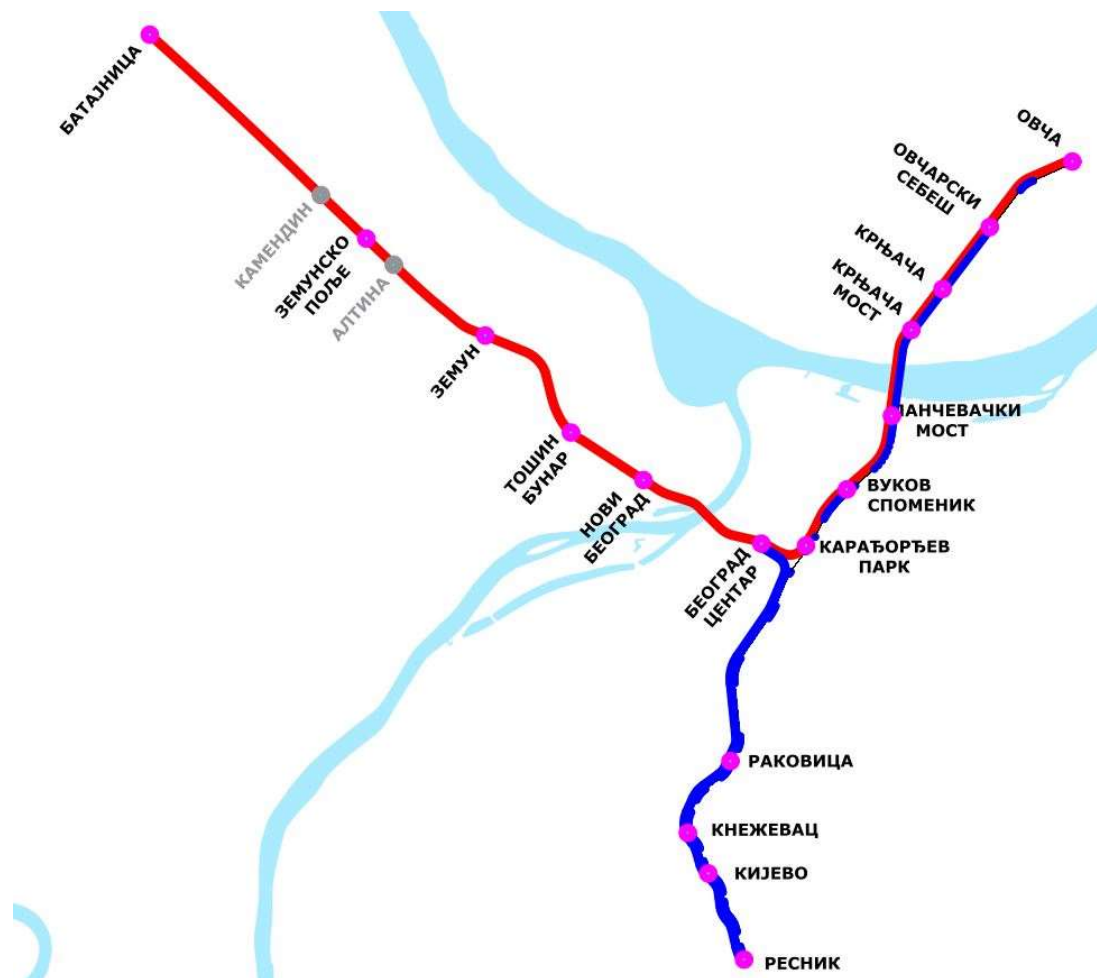 БАТАЈНИЦА
КАМЕНДИН
ЗЕМУНСКО
ПОЉЕ
АЛТИНА
ЗЕМУН
ТОШИН
БУНАР
НОВИ
БЕОГРАД
БЕОГРАД
ЦЕНТАР
ОВЧА
ОВЧАРСКИ
СЕБЕШ
КРЊАЧА
КРЊАЧА
МОСТ
ПАНЧЕВАЧКИ
МОСТ
ВУКОВ
СПОМЕНИК
КАРАЂОРЂЕВ
ПАРК
РАКОВИЦА
КНЕЖЕВАЦ
КИЈЕВО
РЕСНИК